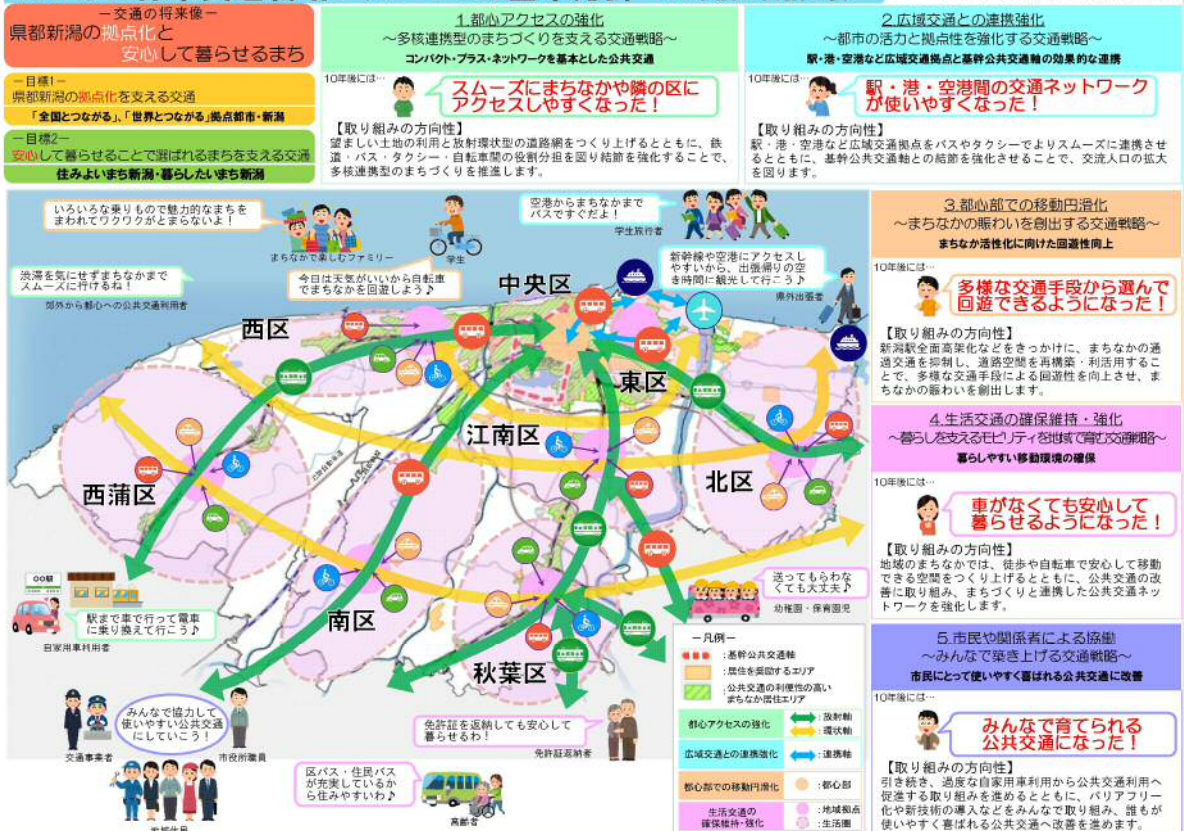 －交通の将来像－
県都新潟の拠点化と
安心して暮らせるまち
－目標1－
県都新潟の拠点化を支える交通
「全国とつながる」、「世界とつながる」拠点都市・新潟
－目標2－
安心して暮らせることで選ばれるまちを支える交通
住みよいまち新潟・暮らしたいまち新潟
1.都心アクセスの強化
～多核連携型のまちづくりを支える交通戦略～
コンパクト・プラス・ネットワークを基本とした公共交通
10年後には…
スムーズにまちなかや隣の区に
アクセスしやすくなった！
【取り組みの方向性】
望ましい土地の利用と放射環状型の道路網をつくり上げるとともに、鉄
道・バス・タクシー・自転車間の役割分担を図り結節を強化することで、
多核連携型のまちづくりを推進します。
2.広域交通との連携強化
～都市の活力と拠点性を強化する交通戦略～
駅・港・空港など広域交通拠点と基幹公共交通軸の効果的な連携
10年後には…
駅・港・空港間の交通ネットワーク
が使いやすくなった！
【取り組みの方向性】
駅・港・空港など広域交通拠点をバスやタクシーでよりスムーズに連携させ
るとともに、基幹公共交通軸との結節を強化させることで、交流人口の拡大
を図ります。
3.都心部での移動円滑化
～まちなかの賑わいを創出する交通戦略～
まちなか活性化に向けた回遊性向上
10年後には…
多様な交通手段から選んで
回遊できるようになった！
【取り組みの方向性】
新潟駅全面高架化などをきっかけに、まちなかの通
過交通を抑制し、道路空間を再構築・利活用するこ
とで、多様な交通手段による回遊性を向上させ、ま
ちなかの賑わいを創出します。
4.生活交通の確保維持・強化
～暮らしを支えるモビリティを地域で育む交通戦略～
暮らしやすい移動環境の確保
10年後には…
車がなくても安心して
暮らせるようになった！
【取り組みの方向性】
地域のまちなかでは、徒歩や自転車で安心して移動
できる空間をつくり上げるとともに、公共交通の改
善に取り組み、まちづくりと連携した公共交通ネッ
トワークを強化します。
5.市民や関係者による協働
～みんなで築き上げる交通戦略～
市民にとって使いやすく喜ばれる公共交通に改善
10年後には…
みんなで育てられる
公共交通になった！
【取り組みの方向性】
引き続き、過度な自家用車利用から公共交通利用へ
促進する取り組みを進めるとともに、バリアフリー
化や新技術の導入などをみんなで取り組み、誰もが
使いやすく喜ばれる公共交通へ改善を進めます。
いろいろな乗りもので魅力的なまちを
まわれてワクワクがとまらないよ！
まちなかで楽しむファミリー
学生
空港からまちなかまで
バスですぐだよ！
学生旅行者
渋滞を気にせずまちなかまで
スムーズに行けるね！
郊外から都心への公共交通利用者
今日は天気がいいから自転車
でまちなかを回遊しよう♪
新幹線や空港にアクセスし
やすいから、出張帰りの空
き時間に観光して行こう♪
県外出張者
中央区
西区
東区
江南区
北区
西蒲区
南区
秋葉区
〇〇駅
駅まで車で行って電車
に乗り換えて行こう♪
自家用車利用者
送ってもらわな
くても大丈夫♪
幼稚園・保育園児
みんなで協力して
使いやすい公共交通
にしていこう！
交通事業者
市役所職員
地域住民
免許証を返納しても安心して
暮らせるわ！
免許証返納者
区バス・住民バス
が充実しているか
ら住みやすいわ♪
高齢者
－凡例－
：基幹公共交通軸
：居住を奨励するエリア
：公共交通の利便性の高い
まちなか居住エリア
都心アクセスの強化
：放射軸
：環状軸
広域交通との連携強化
：連携軸
都心部での移動円滑化
：都心部
生活交通の
確保維持・強化
：地域拠点
：生活圏